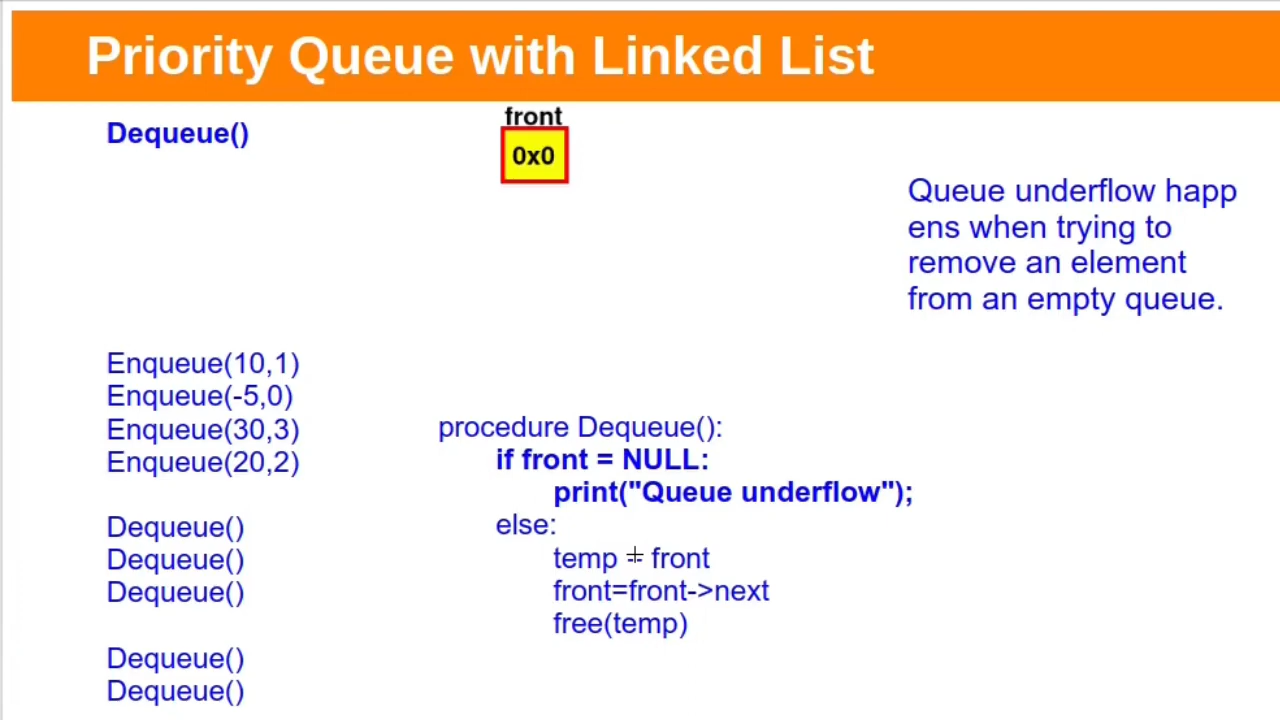 Priority Queue with Linked List
front
Dequeue()
0x0
Queue underflow happ
ens when trying to
remove an element
from an empty queue.
Enqueue(10,1)
Enqueue(-5,0)
Enqueue(30,3)
Enqueue(20,2)
Dequeue()
Dequeue()
Dequeue()
Dequeue()
Dequeue()
procedure Dequeue():
if front = NULL:
print("Queue underflow");
else:
temp = front
front=front->next
free(temp)